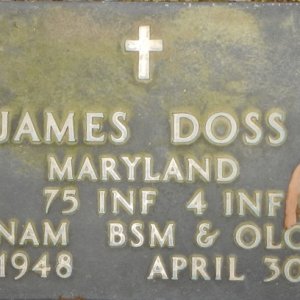 JAMES DOSS
MARYLAND
75 INF 4 INF
NAM BSM & OLC
1948 APRIL 30